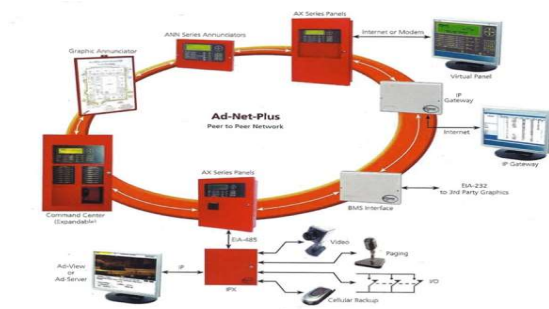 AX Series Panels
ANN Series Annunciators
Internet or Modem
Graphic Annunciator
Virtual Panel
IP
Gateway
Ad-Net-Plus
Peer to Peer Network
Internet
IP Gateway
AX Series Panels
EIA-232
to 3rd Party Graphics
BMS Interface
Command Center
(Expandable)
EIA-485
Video
Paging
Ad-View
or
Ad-Server
IP
I/O
IPX
Cellular Backup